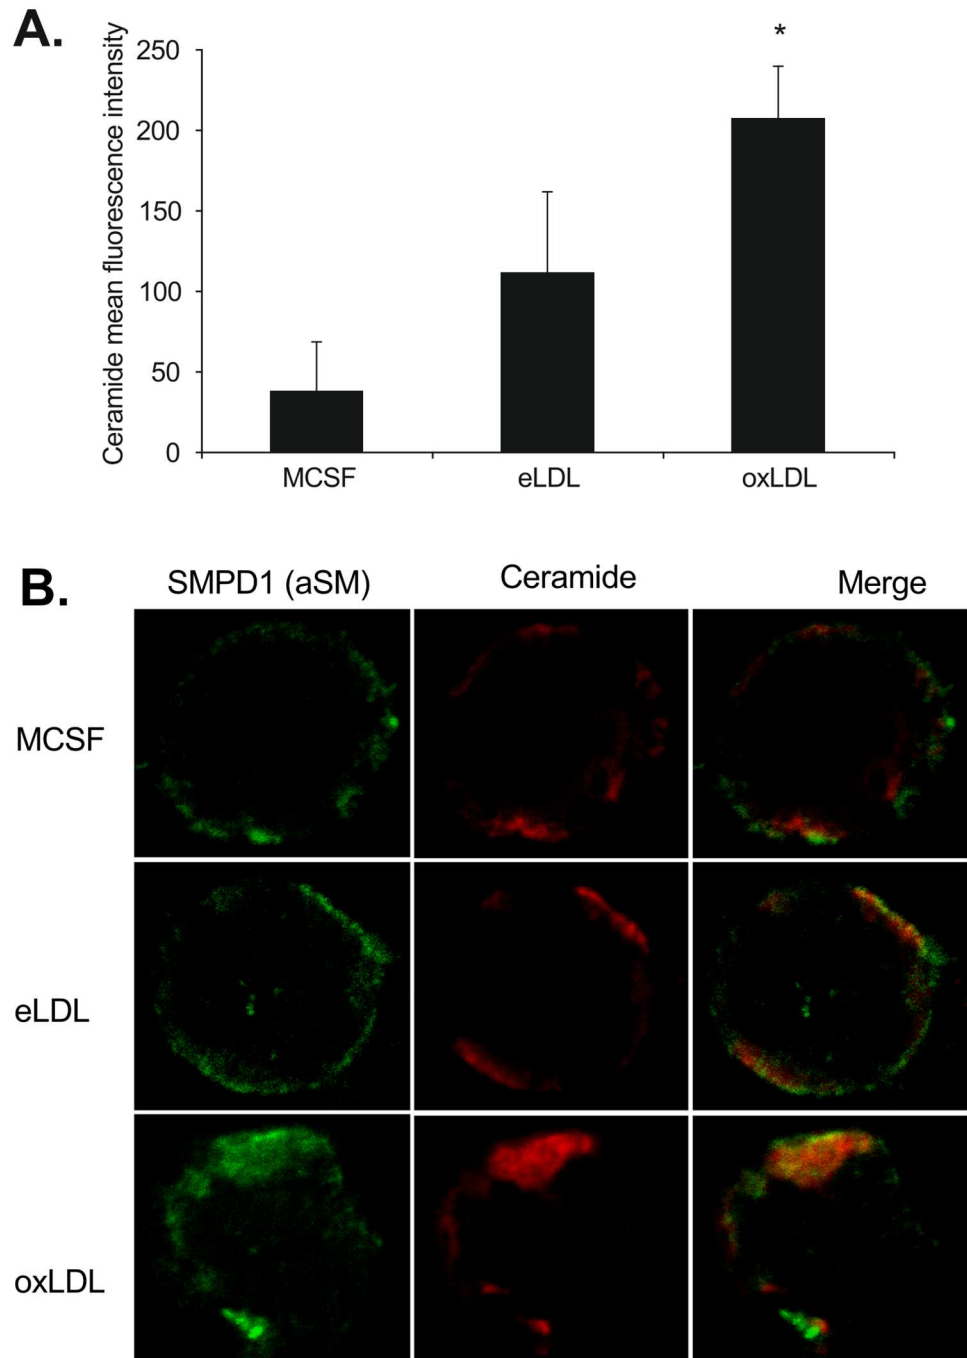 A.
Ceramide mean fluorescence intensity
*
250
200
150
100
50
0
MCSF
eLDL
oxLDL
B.
SMPD1 (aSM)
Ceramide
Merge
MCSF
eLDL
oxLDL